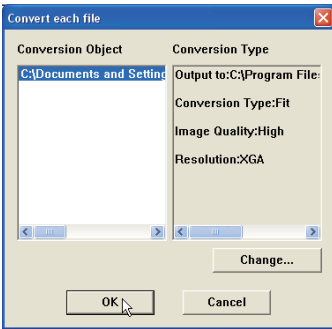 Convert each file
Conversion Object
Conversion Type
C:\Documents and Setting
Output to:C:\Program File
Conversion Type:Fit
Image Quality:High
Resolution:XGA
Change...
OK
Cancel